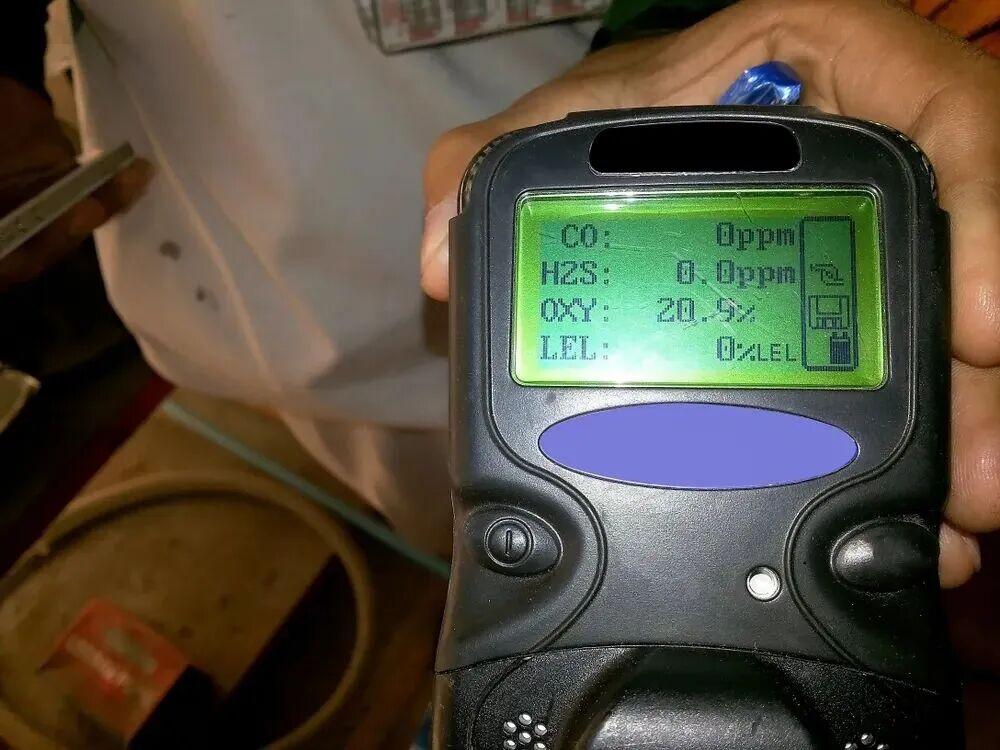 CO: 0ppm
H2S: 0.0ppm
OXY: 20.9%
LEL: 0%LEL